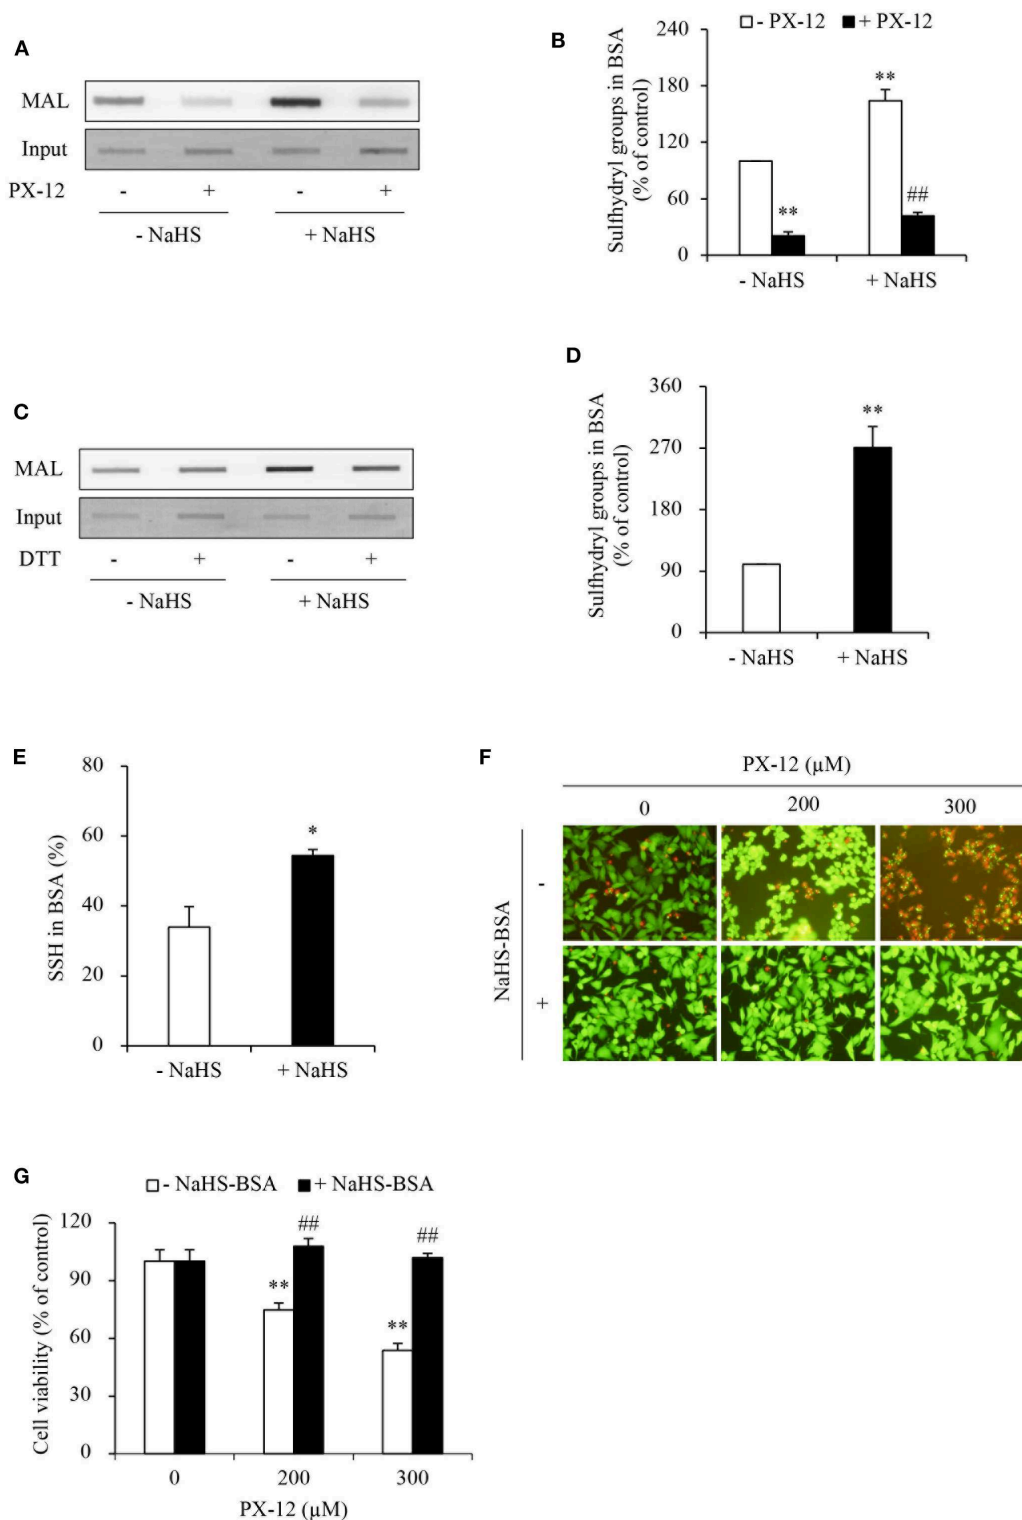 A
MAL
Input
PX-12 - + - +
- NaHS + NaHS
B
- PX-12 + PX-12
Sulfhydryl groups in BSA
(% of control)
240
180
120
60
0
**
**
##
- NaHS + NaHS
C
MAL
Input
DTT - + - +
- NaHS + NaHS
D
Sulfhydryl groups in BSA
(% of control)
360
270
180
90
0
**
- NaHS + NaHS
E
SSH in BSA (%)
80
60
40
20
0
*
- NaHS + NaHS
F
PX-12 (µM)
0 200 300
NaHS-BSA
-
+
G
- NaHS-BSA + NaHS-BSA
Cell viability (% of control)
120
90
60
30
0
**
##
**
##
0 200 300
PX-12 (µM)